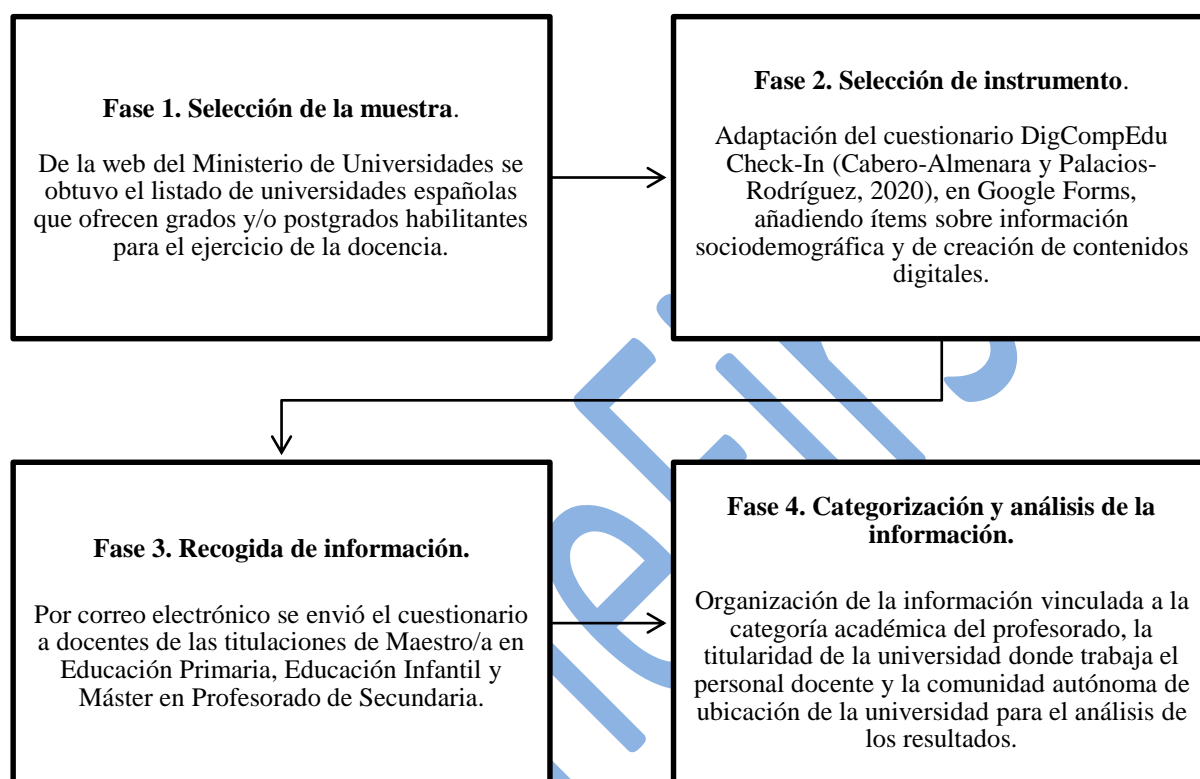 Fase 1. Selección de la muestra.
De la web del Ministerio de Universidades se
obtuvo el listado de universidades españolas
que ofrecen grados y/o postgrados habilitantes
para el ejercicio de la docencia.
Fase 2. Selección de instrumento.
Adaptación del cuestionario DigCompEdu
Check-In (Cabero-Almenara y Palacios-
Rodríguez, 2020), en Google Forms,
añadiendo ítems sobre información
sociodemográfica y de creación de contenidos
digitales.
Fase 3. Recogida de información.
Por correo electrónico se envió el cuestionario
a docentes de las titulaciones de Maestro/a en
Educación Primaria, Educación Infantil y
Máster en Profesorado de Secundaria.
Fase 4. Categorización y análisis de la
información.
Organización de la información vinculada a la
categoría académica del profesorado, la
titularidad de la universidad donde trabaja el
personal docente y la comunidad autónoma de
ubicación de la universidad para el análisis de
los resultados.